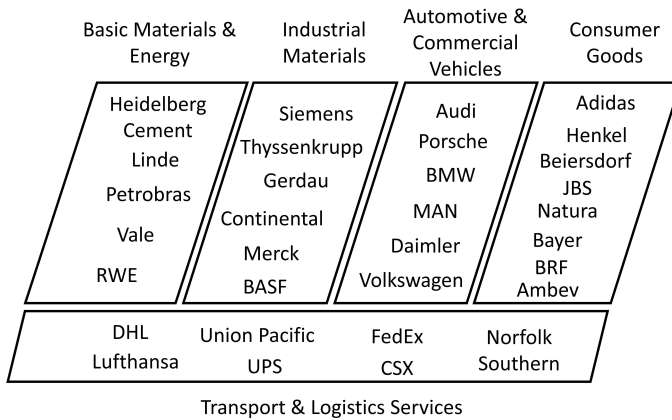 Basic Materials &
Energy
Industrial
Materials
Automotive &
Commercial
Vehicles
Consumer
Goods
Heidelberg
Cement
Linde
Petrobras
Vale
RWE
Siemens
Thyssenkrupp
Gerdau
Continental
Merck
BASF
Audi
Porsche
BMW
MAN
Daimler
Volkswagen
Adidas
Henkel
Beiersdorf
JBS
Natura
Bayer
BRF
Ambev
DHL
Lufthansa
Union Pacific
UPS
FedEx
CSX
Norfolk
Southern
Transport & Logistics Services